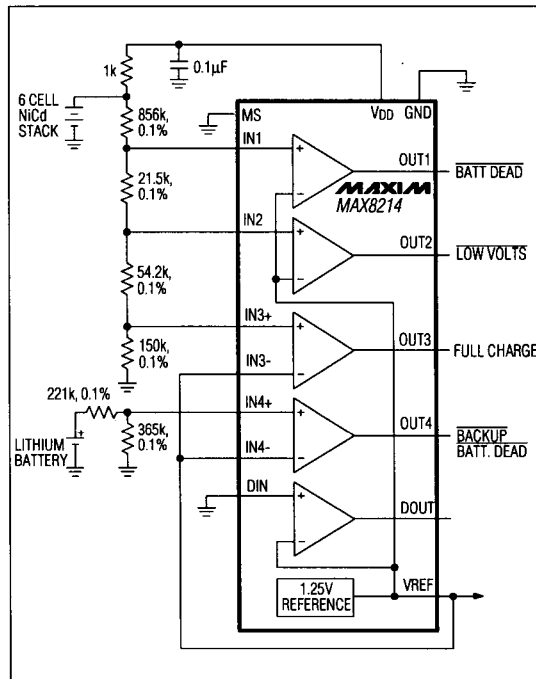 1k
0.1µF
6 CELL
NiCd
STACK
856k,
0.1%
MS
VDD
GND
IN1
OUT1
BATT DEAD
MAXIM
MAX8214
21.5k,
0.1%
IN2
OUT2
LOW VOLTS
54.2k,
0.1%
IN3+
OUT3
FULL CHARGE
150k,
0.1%
IN3-
221k, 0.1%
IN4+
OUT4
BACKUP
BATT. DEAD
365k,
0.1%
LITHIUM
BATTERY
IN4-
DIN
DOUT
1.25V
REFERENCE
VREF